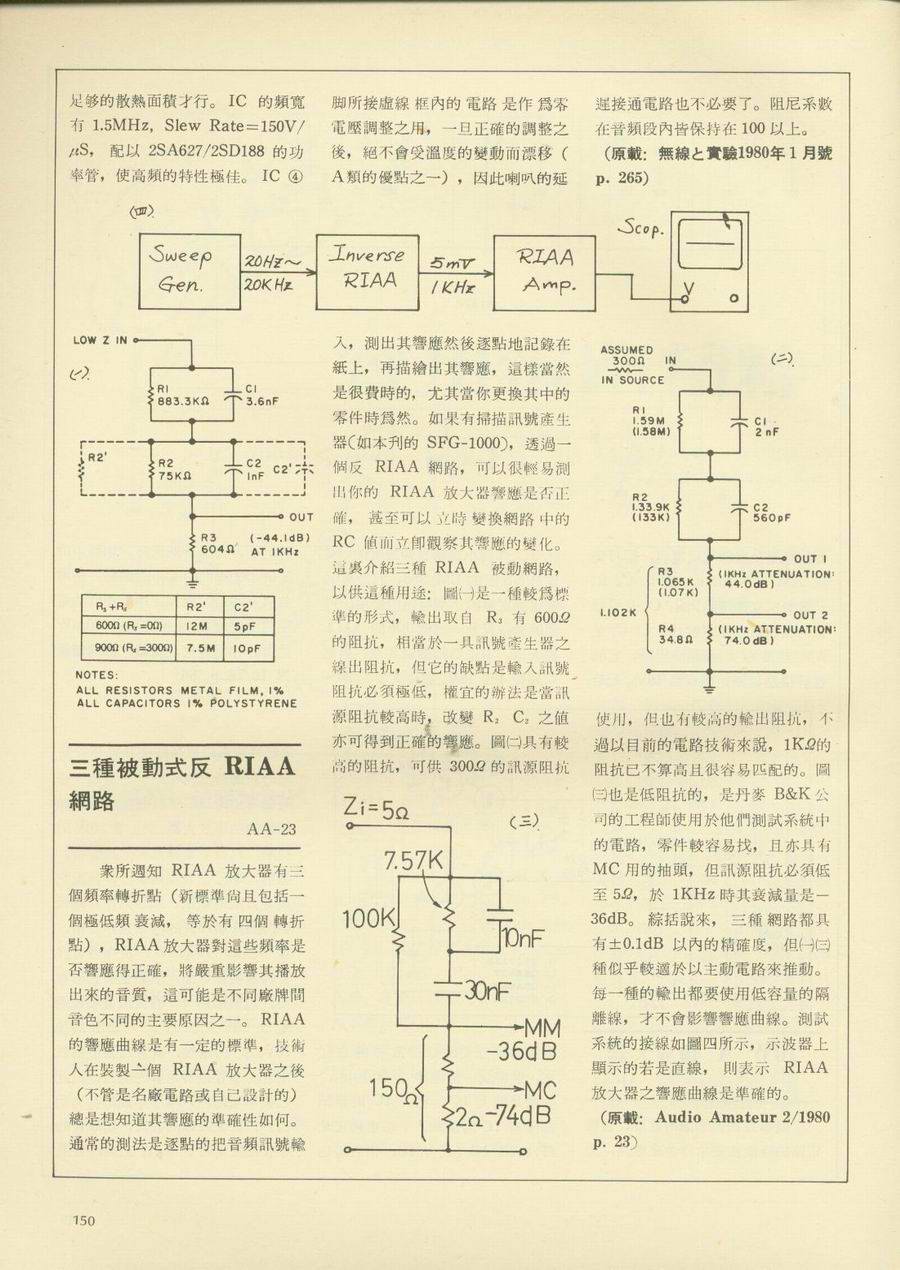 足够的散熱面積才行。 IC 的頻寬
有 1.5MHz, Slew Rate=150V/
μS, 配以 2SA627/2SD188 的功
率管,使高頻的特性極佳。 IC ④
脚所接虛線 框內的 電路 是作 爲零
電壓調整之用,一旦正確的調整之
後,絕不會受溫度的變動而漂移(
A類的優點之一),因此喇叭的延
遲接通電路也不必要了。阻尼系數
在音頻段內皆保持在 100 以上。
(原載: 無線と實驗1980年 1 月號
p. 265)
(四)
Sweep
Gen.
20Hz~
20KHz
Inverse
RIAA
5mV
1KHz
RIAA
Amp.
Scop.
V
LOW Z IN
(一)
R1
883.3KΩ
C1
3.6nF
R2'
R2
75KΩ
C2
1nF
C2'
OUT
R3
604Ω
(-44.1dB)
AT 1KHz
R2'
C2'
600Ω (Rs=0Ω)
12M
5pF
900Ω (Rs=300Ω)
7.5M
10pF
NOTES:
ALL RESISTORS METAL FILM, 1%
ALL CAPACITORS 1% POLYSTYRENE
三種被動式反 RIAA
網路
AA-23
衆所週知 RIAA 放大器有三
個頻率轉折點(新標準尙且包括一
個極低頻 衰減, 等於有 四個 轉折
點),RIAA 放大器對這些頻率是
否響應得正確,將嚴重影響其播放
出來的音質,這可能是不同廠牌間
音色不同的主要原因之一。 RIAA
的響應曲線是有一定的標準,技術
人在裝製一個 RIAA 放大器之後
(不管是名廠電路或自己設計的)
總是想知道其響應的準確性如何。
通常的測法是逐點的把音頻訊號輸
入,測出其響應然後逐點地記錄在
紙上,再描繪出其響應,這樣當然
是很費時的,尤其當你更換其中的
零件時爲然。如果有掃描訊號產生
器(如本刋的 SFG-1000),透過一
個反 RIAA 網路,可以很輕易測
出你的 RIAA 放大器響應是否正
確, 甚至可以 立時 變換網路 中的
RC 値而立卽觀察其響應的變化。
這裏介紹三種 RIAA 被動網路,
以供這種用途: 圖㈠是一種較爲標
準的形式,輸出取自 R₃ 有 600Ω
的阻抗,相當於一具訊號產生器之
線出阻抗,但它的缺點是輸入訊號
阻抗必須極低,權宜的辦法是當訊
源阻抗較高時,改變 R₂ C₂ 之値
亦可得到正確的響應。圖㈡具有較
高的阻抗,可供 300Ω 的訊源阻抗
Zi=5Ω
(三)
7.57K
100K
10nF
30nF
MM
-36dB
150Ω
MC
2Ω
-74dB
ASSUMED
300Ω
IN
IN SOURCE
(二)
R1
1.59M
(1.58M)
C1
2nF
R2
133.9K
(133K)
C2
560pF
OUT 1
R3
1.065K
(1.07K)
(1KHz ATTENUATION:
44.0dB)
1.102K
OUT 2
R4
34.8Ω
(1KHz ATTENUATION:
74.0dB)
使用,但也有較高的輸出阻抗,不
過以目前的電路技術來說,1KΩ的
阻抗已不算高且很容易匹配的。圖
㈢也是低阻抗的,是丹麥 B&K 公
司的工程師使用於他們測試系統中
的電路,零件較容易找,且亦具有
MC 用的抽頭,但訊源阻抗必須低
至 5Ω,於 1KHz 時其衰減量是—
36dB。 綜括說來, 三種 網路都具
有±0.1dB 以內的精確度,但㈠㈢
種似乎較適於以主動電路來推動。
每一種的輸出都要使用低容量的隔
離線,才不會影響響應曲線。測試
系統的接線如圖四所示,示波器上
顯示的若是直線, 則表示 RIAA
放大器之響應曲線是準確的。
(原載: Audio Amateur 2/1980
p. 23)
150